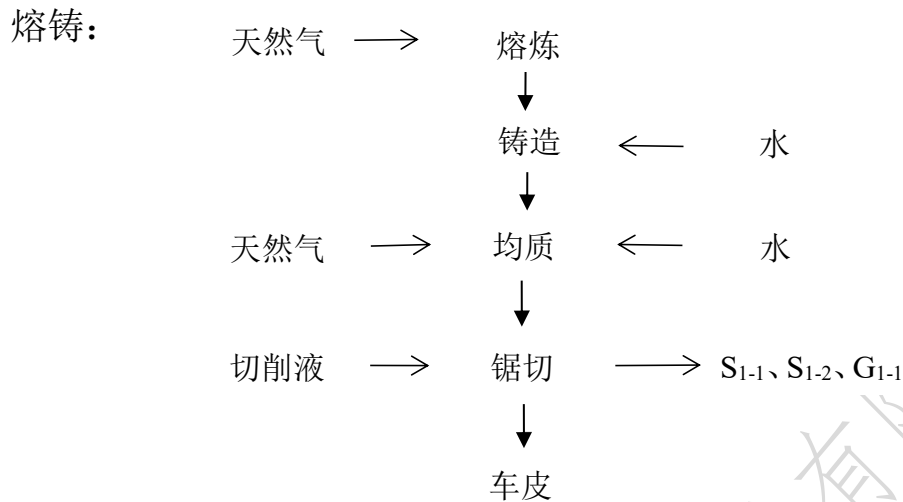 熔铸：
天然气 熔炼
铸造 水
天然气 均质 水
切削液 锯切 S1-1、S1-2、G1-1
车皮
有